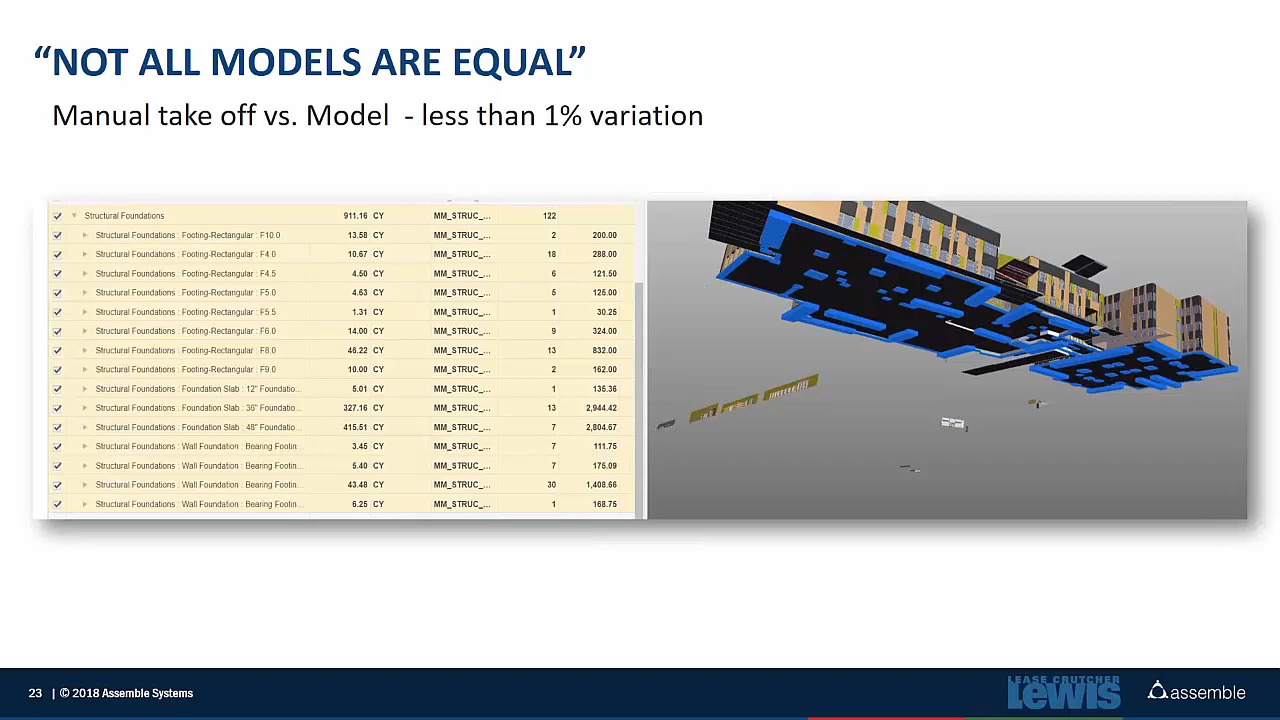 “NOT ALL MODELS ARE EQUAL”
Manual take off vs. Model - less than 1% variation
Structural Foundations 911.16 CY MM_STRUC_... 122
Structural Foundations : Footing-Rectangular : F10.0 13.58 CY MM_STRUC_... 2 200.00
Structural Foundations : Footing-Rectangular : F4.0 10.67 CY MM_STRUC_... 18 288.00
Structural Foundations : Footing-Rectangular : F4.5 4.50 CY MM_STRUC_... 6 121.50
Structural Foundations : Footing-Rectangular : F5.0 4.63 CY MM_STRUC_... 5 125.00
Structural Foundations : Footing-Rectangular : F5.5 1.31 CY MM_STRUC_... 1 30.25
Structural Foundations : Footing-Rectangular : F6.0 14.00 CY MM_STRUC_... 9 324.00
Structural Foundations : Footing-Rectangular : F8.0 46.22 CY MM_STRUC_... 13 832.00
Structural Foundations : Footing-Rectangular : F9.0 10.00 CY MM_STRUC_... 2 162.00
Structural Foundations : Foundation Slab : 12" Foundatio... 5.01 CY MM_STRUC_... 1 135.36
Structural Foundations : Foundation Slab : 36" Foundatio... 327.16 CY MM_STRUC_... 13 2,944.42
Structural Foundations : Foundation Slab : 48" Foundatio... 415.51 CY MM_STRUC_... 7 2,804.67
Structural Foundations : Wall Foundation : Bearing Footin... 3.45 CY MM_STRUC_... 7 111.75
Structural Foundations : Wall Foundation : Bearing Footin... 5.40 CY MM_STRUC_... 7 175.09
Structural Foundations : Wall Foundation : Bearing Footin... 43.48 CY MM_STRUC_... 30 1,408.66
Structural Foundations : Wall Foundation : Bearing Footin... 6.25 CY MM_STRUC_... 1 168.75
23 | © 2018 Assemble Systems
LEASE CRUTCHER
Lewis
assemble